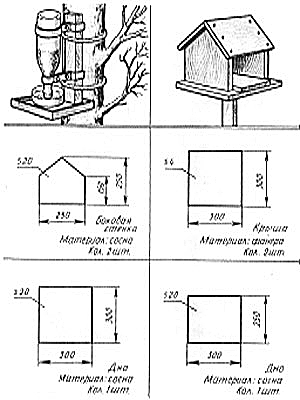 s20
250
250
Боковая
стенка
Материал: сосна
Кол. 2 шт.
s4
300
300
Крыша
Материал: фанера
Кол. 2 шт.
s20
300
300
Дно
Материал: сосна
Кол. 1 шт.
s20
250
300
Дно
Материал: сосна
Кол. 1 шт.